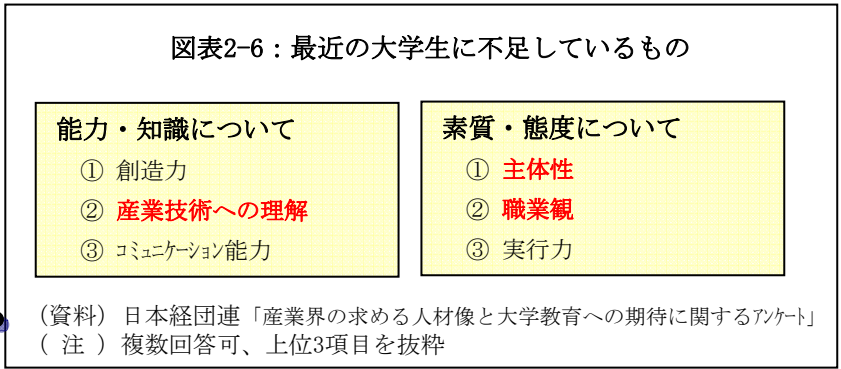 図表2-6：最近の大学生に不足しているもの
能力・知識について
① 創造力
② 産業技術への理解
③ コミュニケーション能力
素質・態度について
① 主体性
② 職業観
③ 実行力
（資料）日本経団連「産業界の求める人材像と大学教育への期待に関するアンケート」
（ 注 ）複数回答可、上位3項目を抜粋